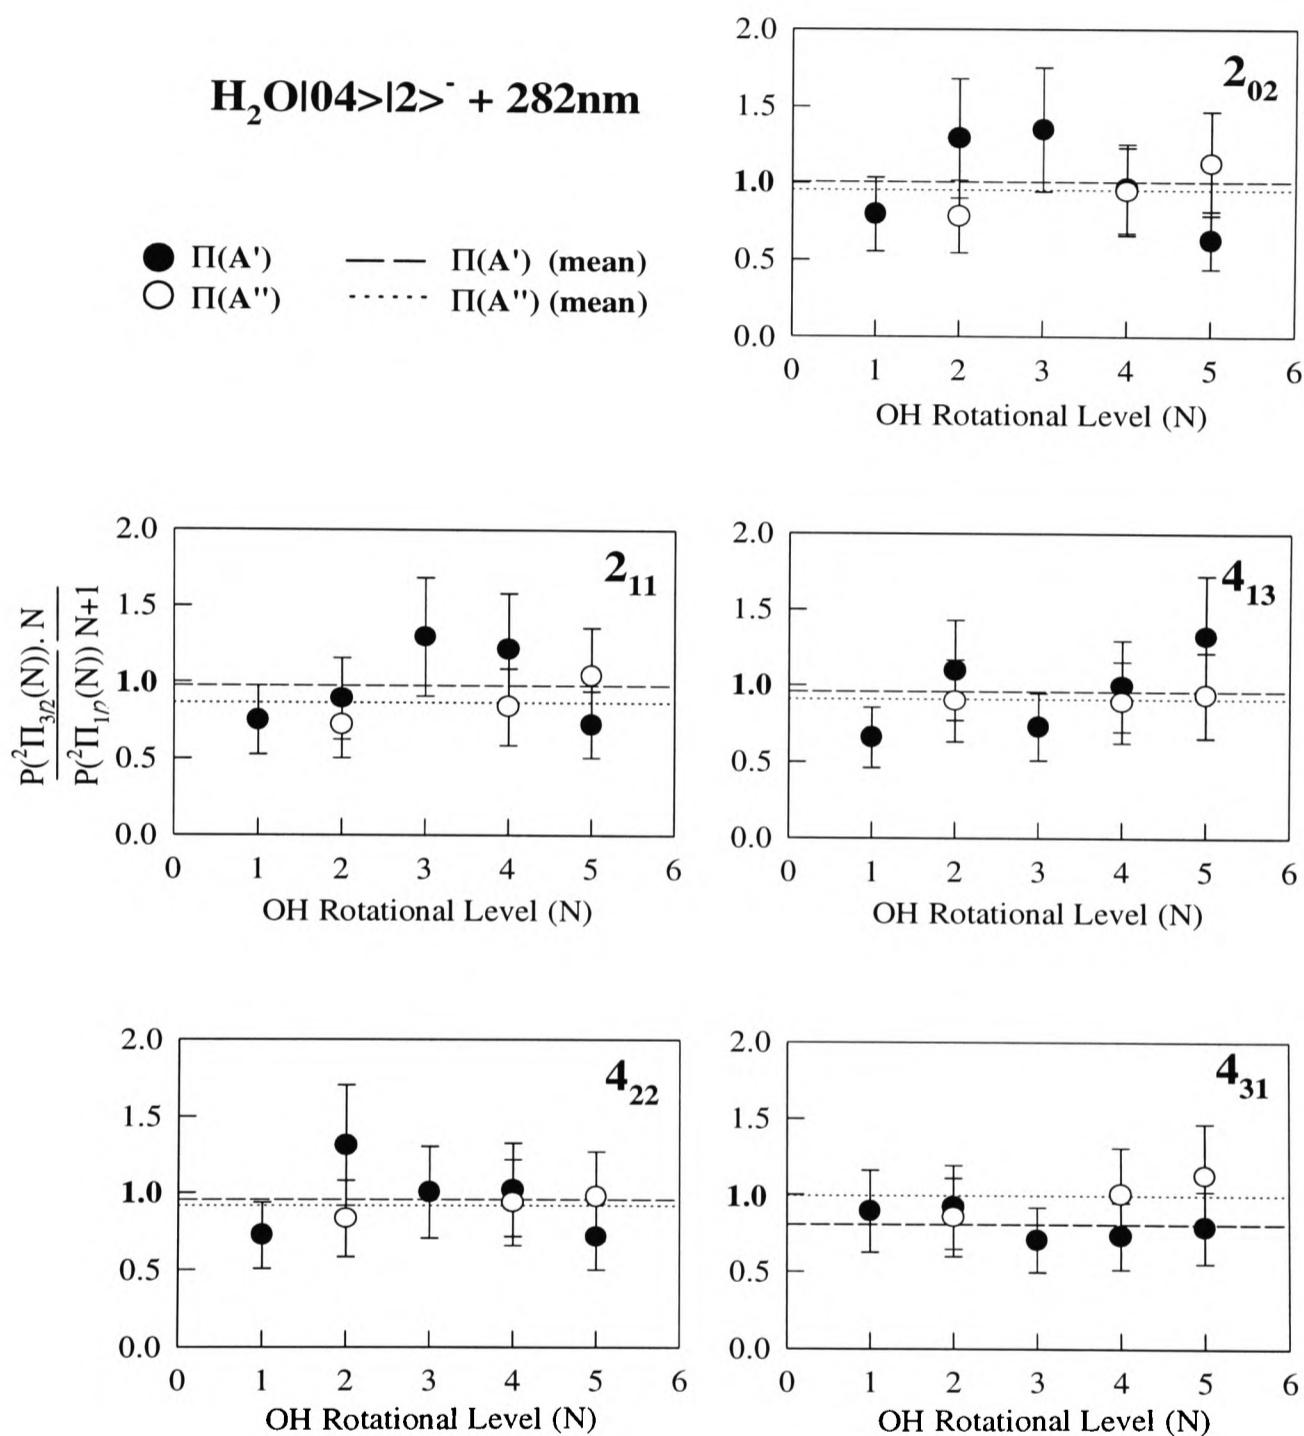 H₂O|04>|2>⁻ + 282nm
Π(A') Π(A') (mean)
Π(A'') Π(A'') (mean)
2₀₂
2.0
1.5
1.0
0.5
0.0
0 1 2 3 4 5 6
OH Rotational Level (N)
P(²Π₃/₂(N)). N
P(²Π₁/₂(N)) N+1
2₁₁
2.0
1.5
1.0
0.5
0.0
0 1 2 3 4 5 6
OH Rotational Level (N)
4₁₃
2.0
1.5
1.0
0.5
0.0
0 1 2 3 4 5 6
OH Rotational Level (N)
4₂₂
2.0
1.5
1.0
0.5
0.0
0 1 2 3 4 5 6
OH Rotational Level (N)
4₃₁
2.0
1.5
1.0
0.5
0.0
0 1 2 3 4 5 6
OH Rotational Level (N)